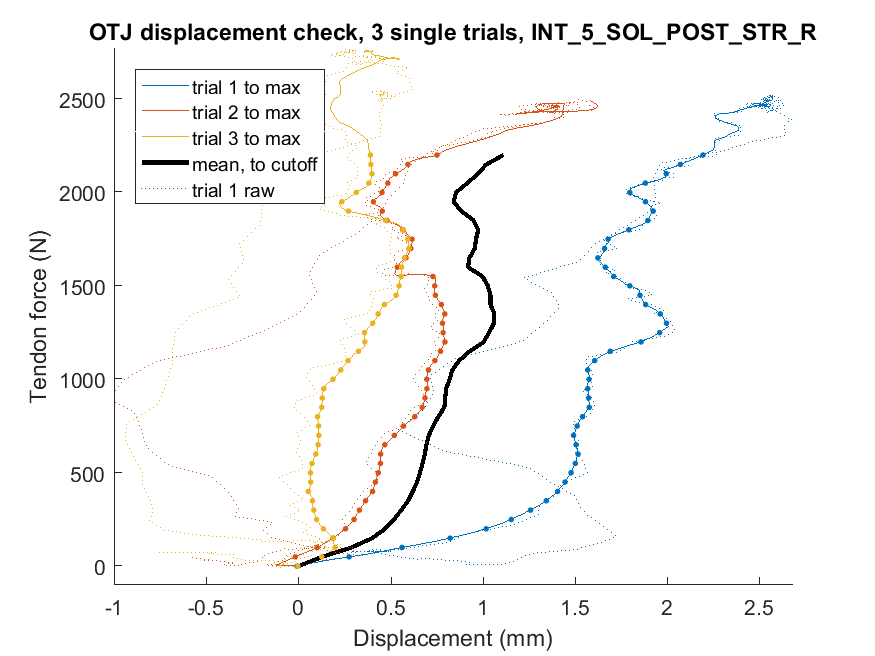 OTJ displacement check, 3 single trials, INT_5_SOL_POST_STR_R
trial 1 to max
trial 2 to max
trial 3 to max
mean, to cutoff
trial 1 raw
2500
2000
1500
1000
500
0
Tendon force (N)
-1
-0.5
0
0.5
1
1.5
2
2.5
Displacement (mm)